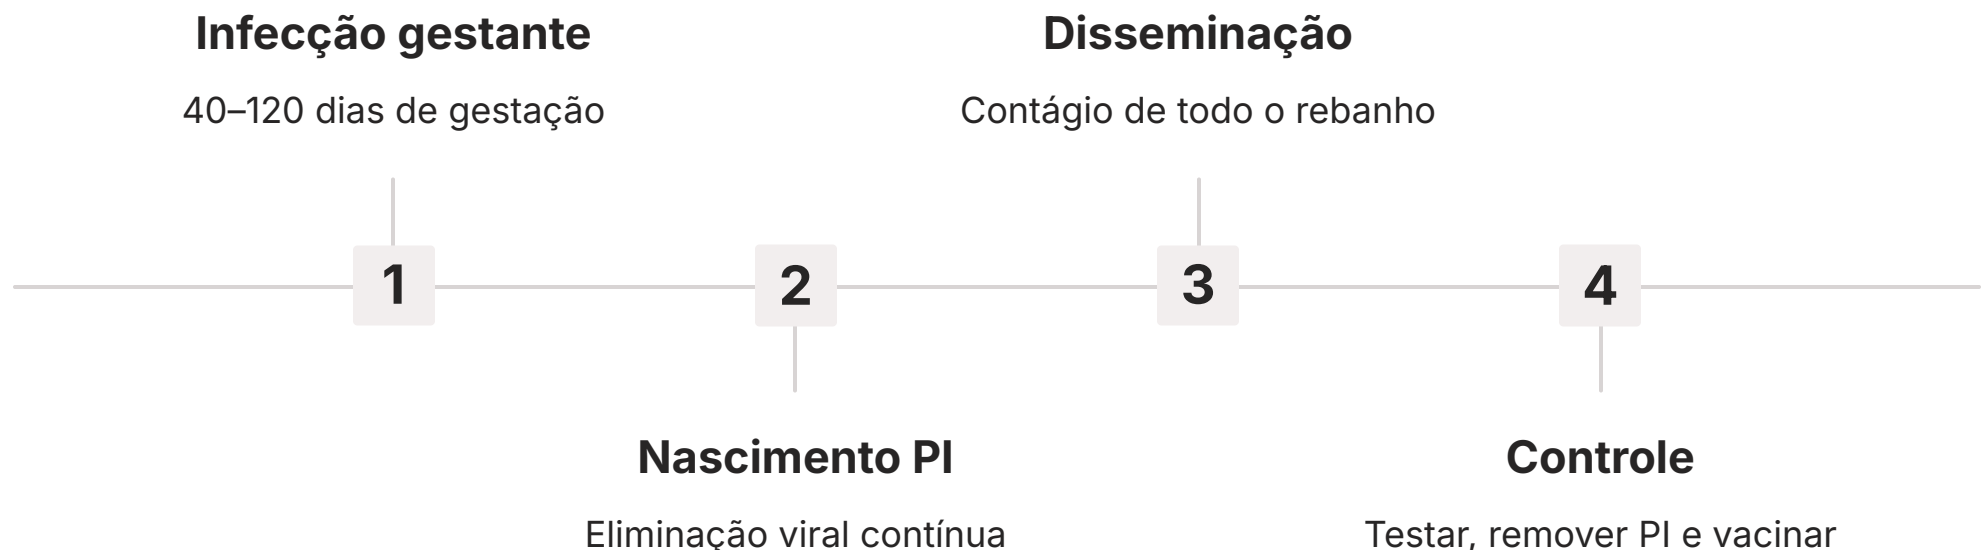 Infecção gestante
40–120 dias de gestação
Disseminação
Contágio de todo o rebanho
1
2
3
4
Nascimento PI
Eliminação viral contínua
Controle
Testar, remover PI e vacinar